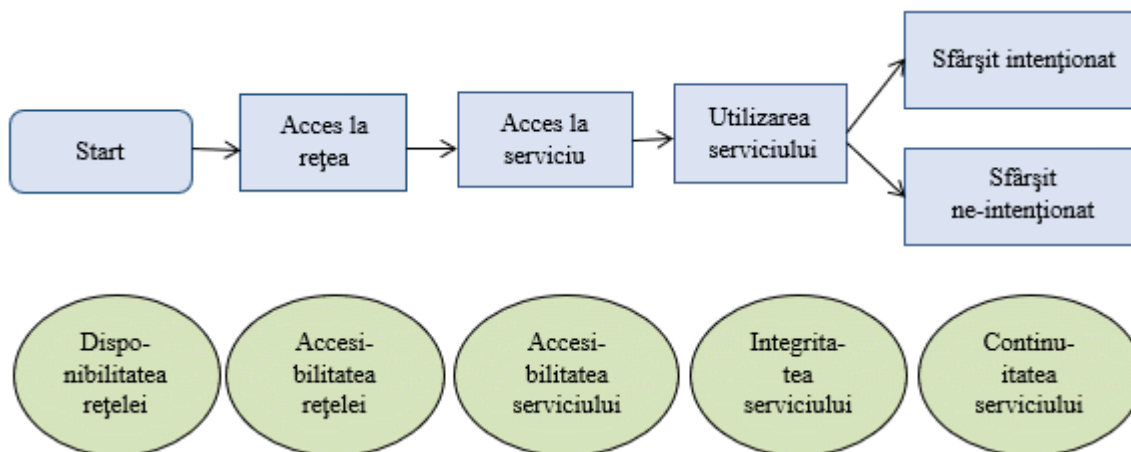 Start
Acces la
reţea
Acces la
serviciu
Utilizarea
serviciului
Sfârşit intenţionat
Sfârşit
ne-intenţionat
Dispo-
nibilitatea
reţelei
Accesi-
bilitatea
reţelei
Accesi-
bilitatea
serviciului
Integrita-
tea
serviciului
Continu-
itatea
serviciului